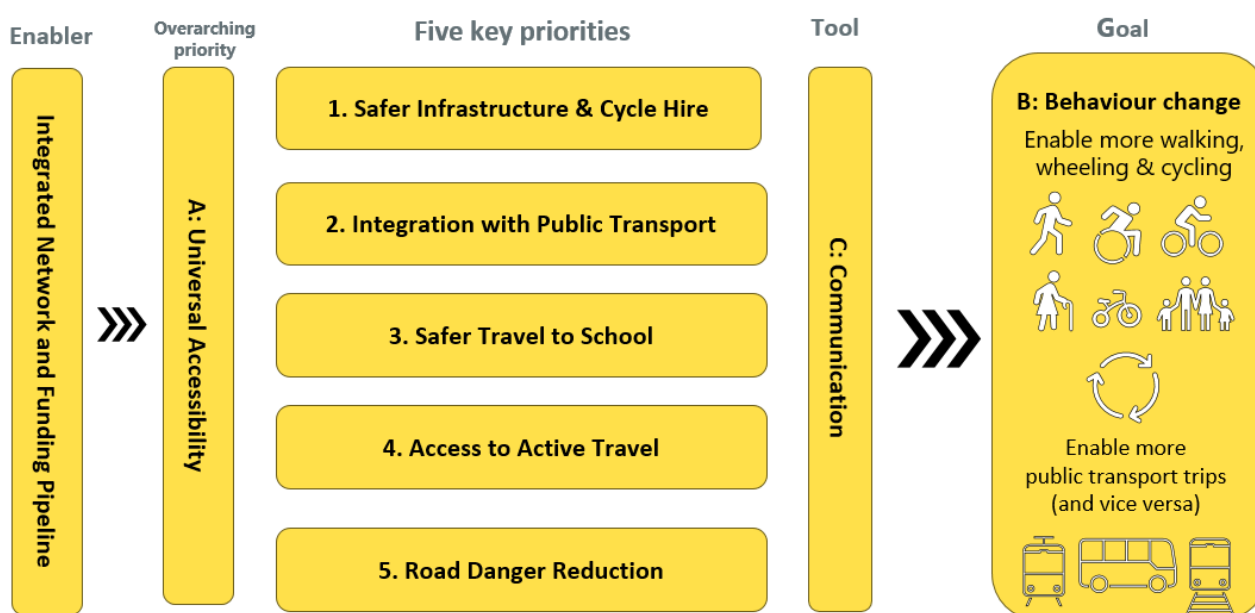 Enabler
Overarching
priority
Five key priorities
Tool
Goal
Integrated Network and Funding Pipeline
A: Universal Accessibility
1. Safer Infrastructure & Cycle Hire
2. Integration with Public Transport
3. Safer Travel to School
4. Access to Active Travel
5. Road Danger Reduction
C: Communication
B: Behaviour change
Enable more walking,
wheeling & cycling
Enable more
public transport trips
(and vice versa)